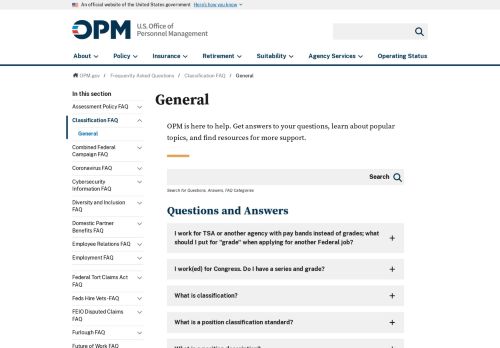 An official website of the United States government Here's how you know
OPM U.S. Office of
Personnel Management
About Policy Insurance Retirement Suitability Agency Services Operating Status
OPM.gov / Frequently Asked Questions / Classification FAQ / General
In this section
Assessment Policy FAQ
Classification FAQ
General
Combined Federal
Campaign FAQ
Coronavirus FAQ
Cybersecurity
Information FAQ
Diversity and Inclusion
FAQ
Domestic Partner
Benefits FAQ
Employee Relations FAQ
Employment FAQ
Federal Tort Claims Act
FAQ
Feds Hire Vets - FAQ
FEIO Disputed Claims
FAQ
Furlough FAQ
Future of Work FAQ
General
OPM is here to help. Get answers to your questions, learn about popular
topics, and find resources for more support.
Search
Search for Questions, Answers, FAQ Categories
Questions and Answers
I work for TSA or another agency with pay bands instead of grades; what
should I put for "grade" when applying for another Federal job?
I work(ed) for Congress. Do I have a series and grade?
What is classification?
What is a position classification standard?